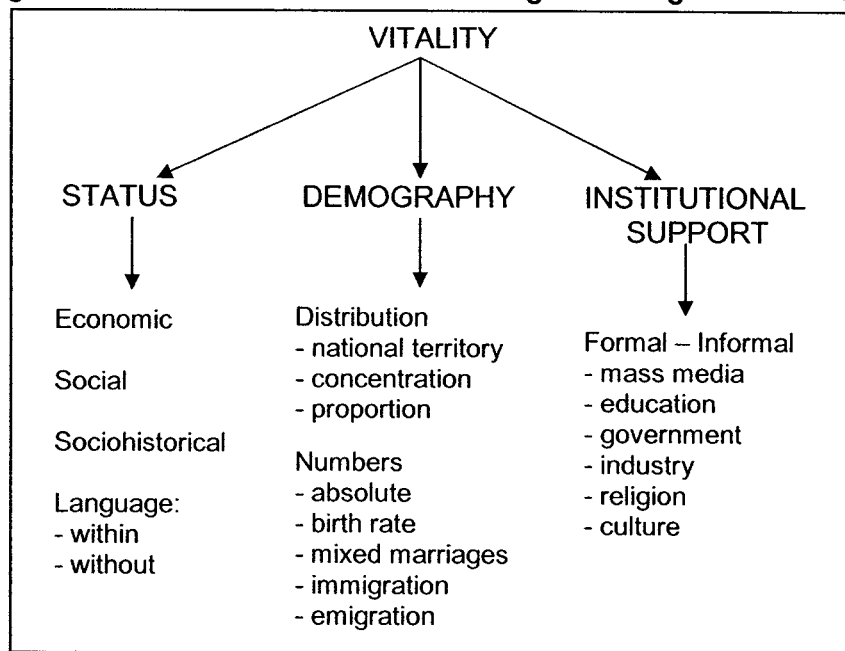 VITALITY
STATUS
Economic
Social
Sociohistorical
Language:
- within
- without
DEMOGRAPHY
Distribution
- national territory
- concentration
- proportion
Numbers
- absolute
- birth rate
- mixed marriages
- immigration
- emigration
INSTITUTIONAL
SUPPORT
Formal – Informal
- mass media
- education
- government
- industry
- religion
- culture